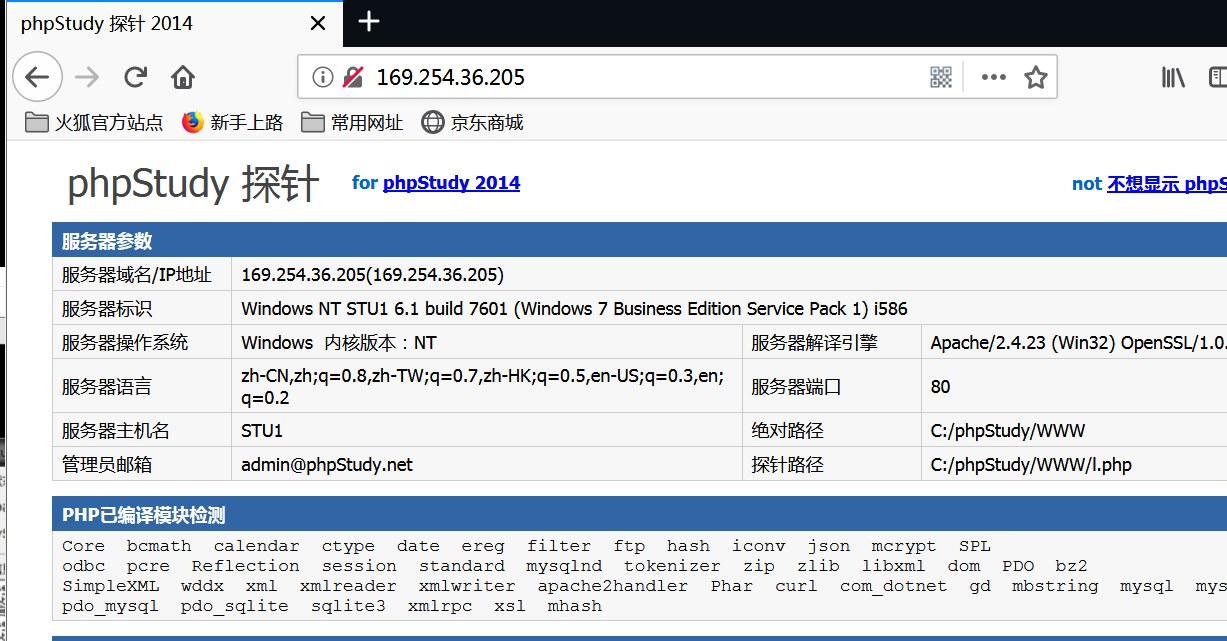 phpStudy 探针 2014
169.254.36.205
火狐官方站点 新手上路 常用网址 京东商城
phpStudy 探针 for phpStudy 2014 not 不想显示 phpS
服务器参数
服务器域名/IP地址 169.254.36.205(169.254.36.205)
服务器标识 Windows NT STU1 6.1 build 7601 (Windows 7 Business Edition Service Pack 1) i586
服务器操作系统 Windows 内核版本：NT 服务器解译引擎 Apache/2.4.23 (Win32) OpenSSL/1.0.
服务器语言 zh-CN,zh;q=0.8,zh-TW;q=0.7,zh-HK;q=0.5,en-US;q=0.3,en;
q=0.2 服务器端口 80
服务器主机名 STU1 绝对路径 C:/phpStudy/WWW
管理员邮箱 admin@phpStudy.net 探针路径 C:/phpStudy/WWW/l.php
PHP已编译模块检测
Core bcmath calendar ctype date ereg filter ftp hash iconv json mcrypt SPL
odbc pcre Reflection session standard mysqlnd tokenizer zip zlib libxml dom PDO bz2
SimpleXML wddx xml xmlreader xmlwriter apache2handler Phar curl com_dotnet gd mbstring mysql mys
pdo_mysql pdo_sqlite sqlite3 xmlrpc xsl mhash